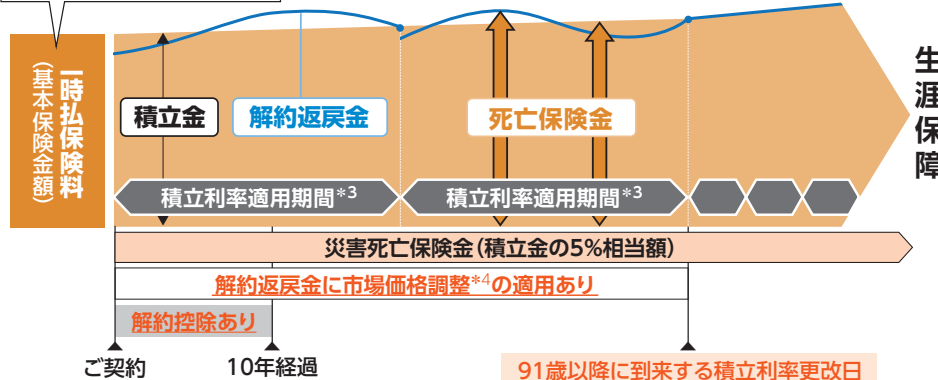 一時払保険料
(基本保険金額)
積立金
解約返戻金
死亡保険金
生涯保障
積立利率適用期間*3
積立利率適用期間*3
災害死亡保険金(積立金の5%相当額)
解約返戻金に市場価格調整*4の適用あり
解約控除あり
ご契約
10年経過
91歳以降に到来する積立利率更改日